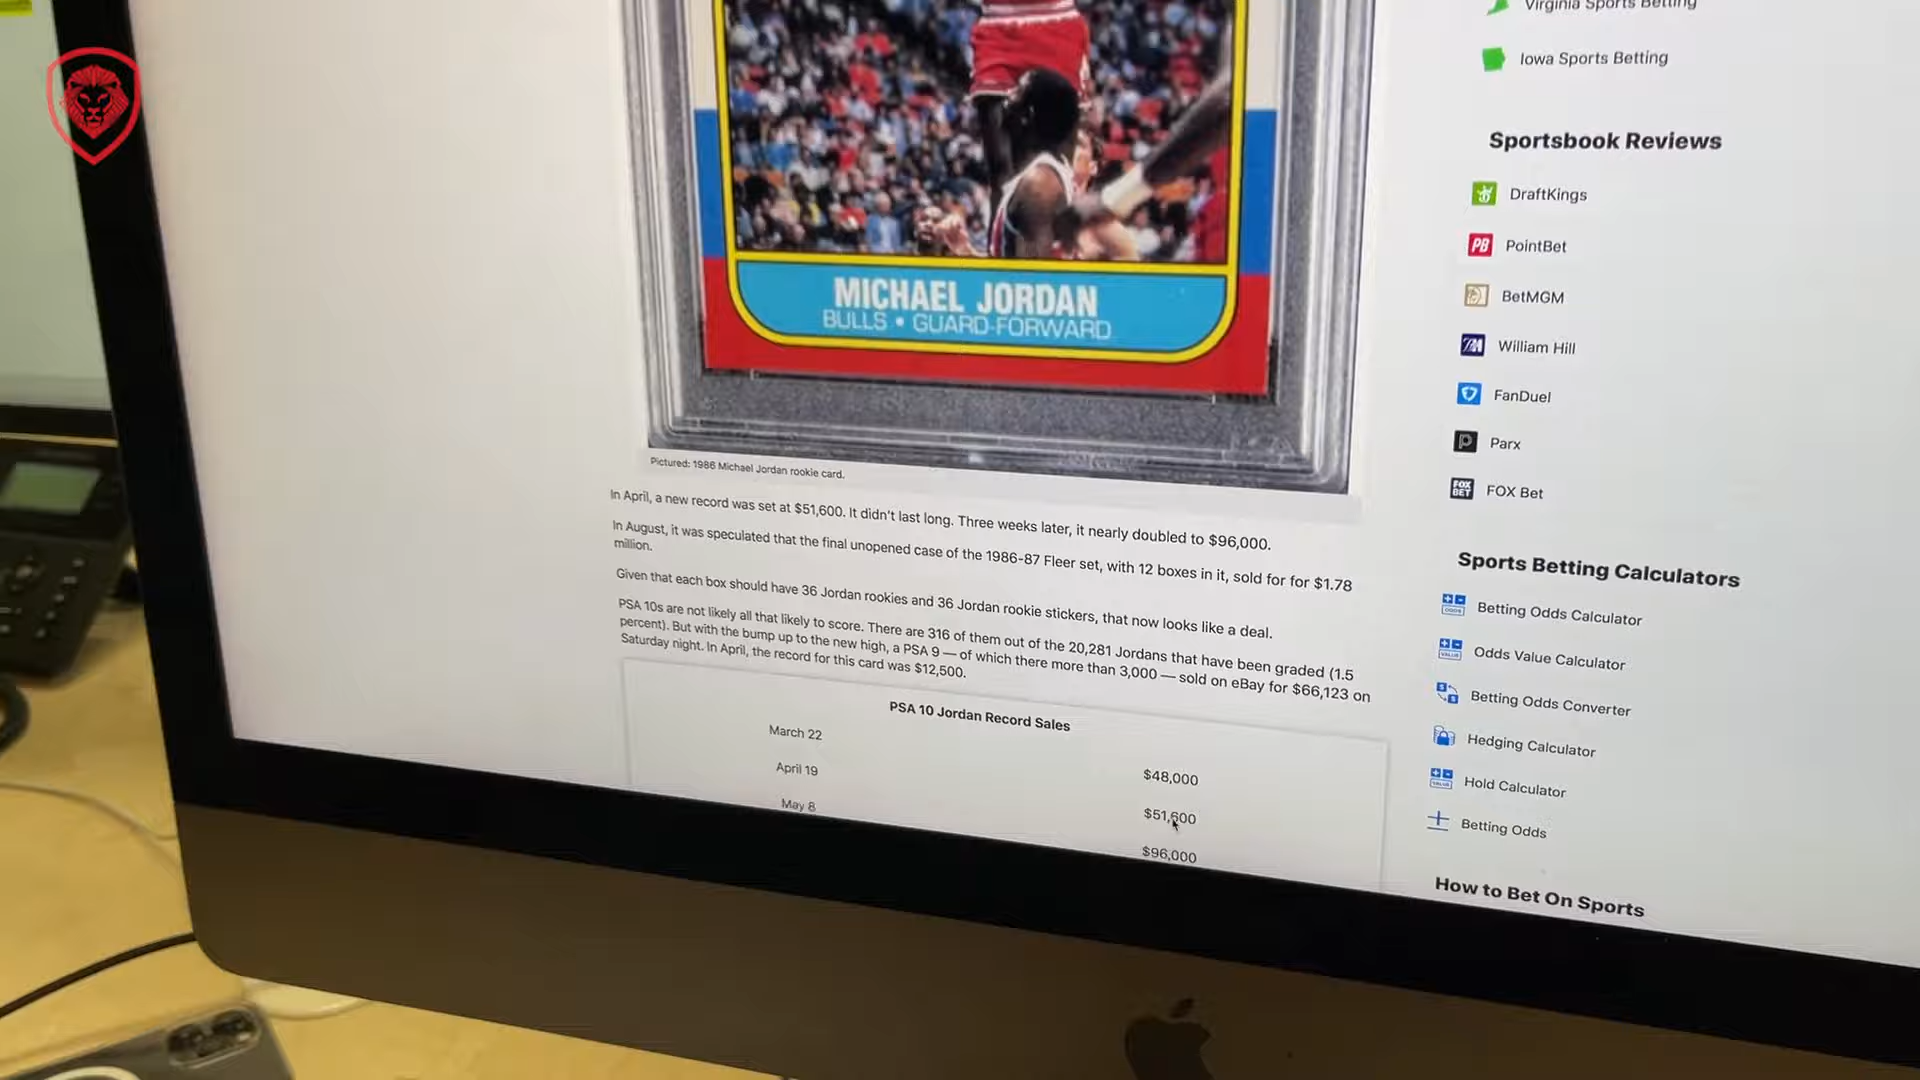 Virginia Sports Betting
Iowa Sports Betting
Sportsbook Reviews
DraftKings
PB
PointBet
BetMGM
William Hill
FanDuel
Parx
FOX
BET
FOX Bet
MICHAEL JORDAN
BULLS • GUARD-FORWARD
Pictured: 1986 Michael Jordan rookie card.
In April, a new record was set at $51,600. It didn't last long. Three weeks later, it nearly doubled to $96,000.
In August, it was speculated that the final unopened case of the 1986-87 Fleer set, with 12 boxes in it, sold for for $1.78
million.
Given that each box should have 36 Jordan rookies and 36 Jordan rookie stickers, that now looks like a deal.
PSA 10s are not likely all that likely to score. There are 316 of them out of the 20,281 Jordans that have been graded (1.5
percent). But with the bump up to the new high, a PSA 9 — of which there more than 3,000 — sold on eBay for $66,123 on
Saturday night. In April, the record for this card was $12,500.
PSA 10 Jordan Record Sales
March 22
$48,000
April 19
$51,600
May 8
$96,000
Sports Betting Calculators
Betting Odds Calculator
Odds Value Calculator
Betting Odds Converter
Hedging Calculator
Hold Calculator
Betting Odds
How to Bet On Sports